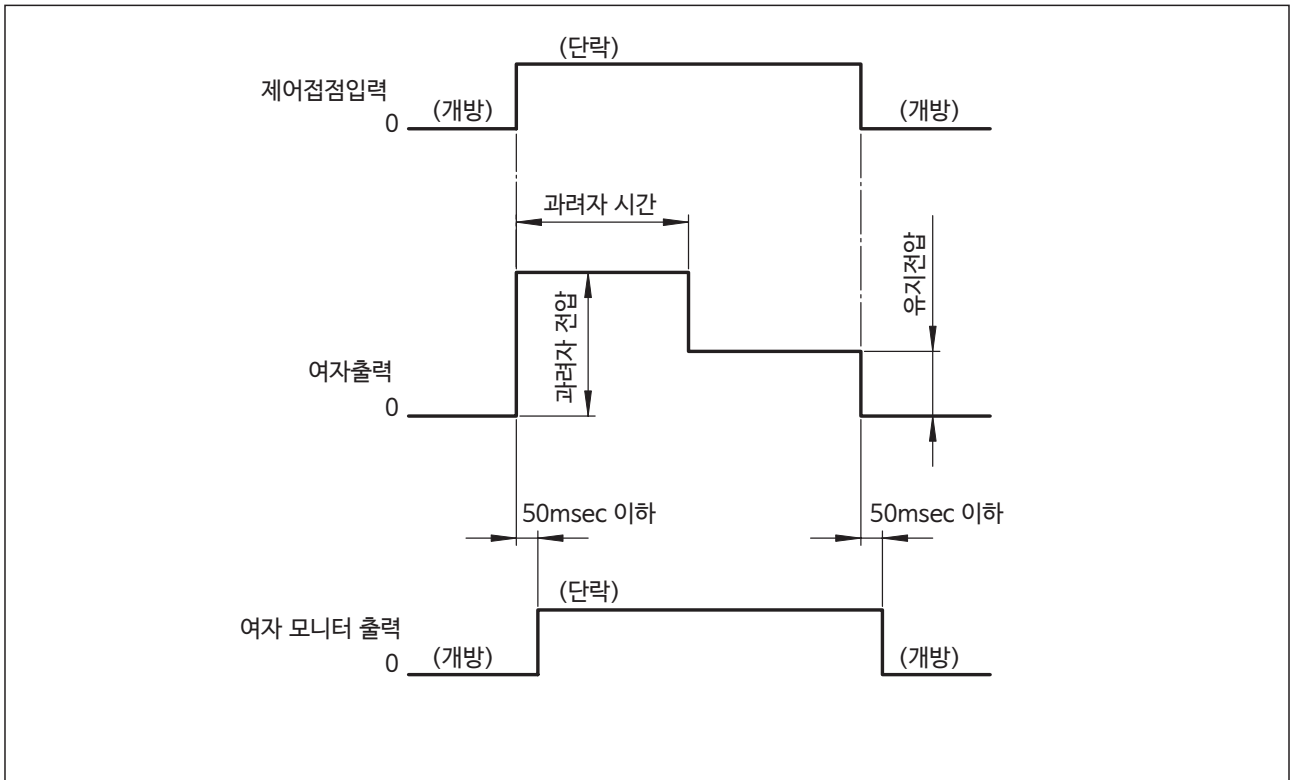 (단락)
제어접점입력
0 (개방) (개방)
과려자 시간
과려자 전압
유지전압
여자출력
0
50msec 이하 50msec 이하
(단락)
여자 모니터 출력
0 (개방) (개방)